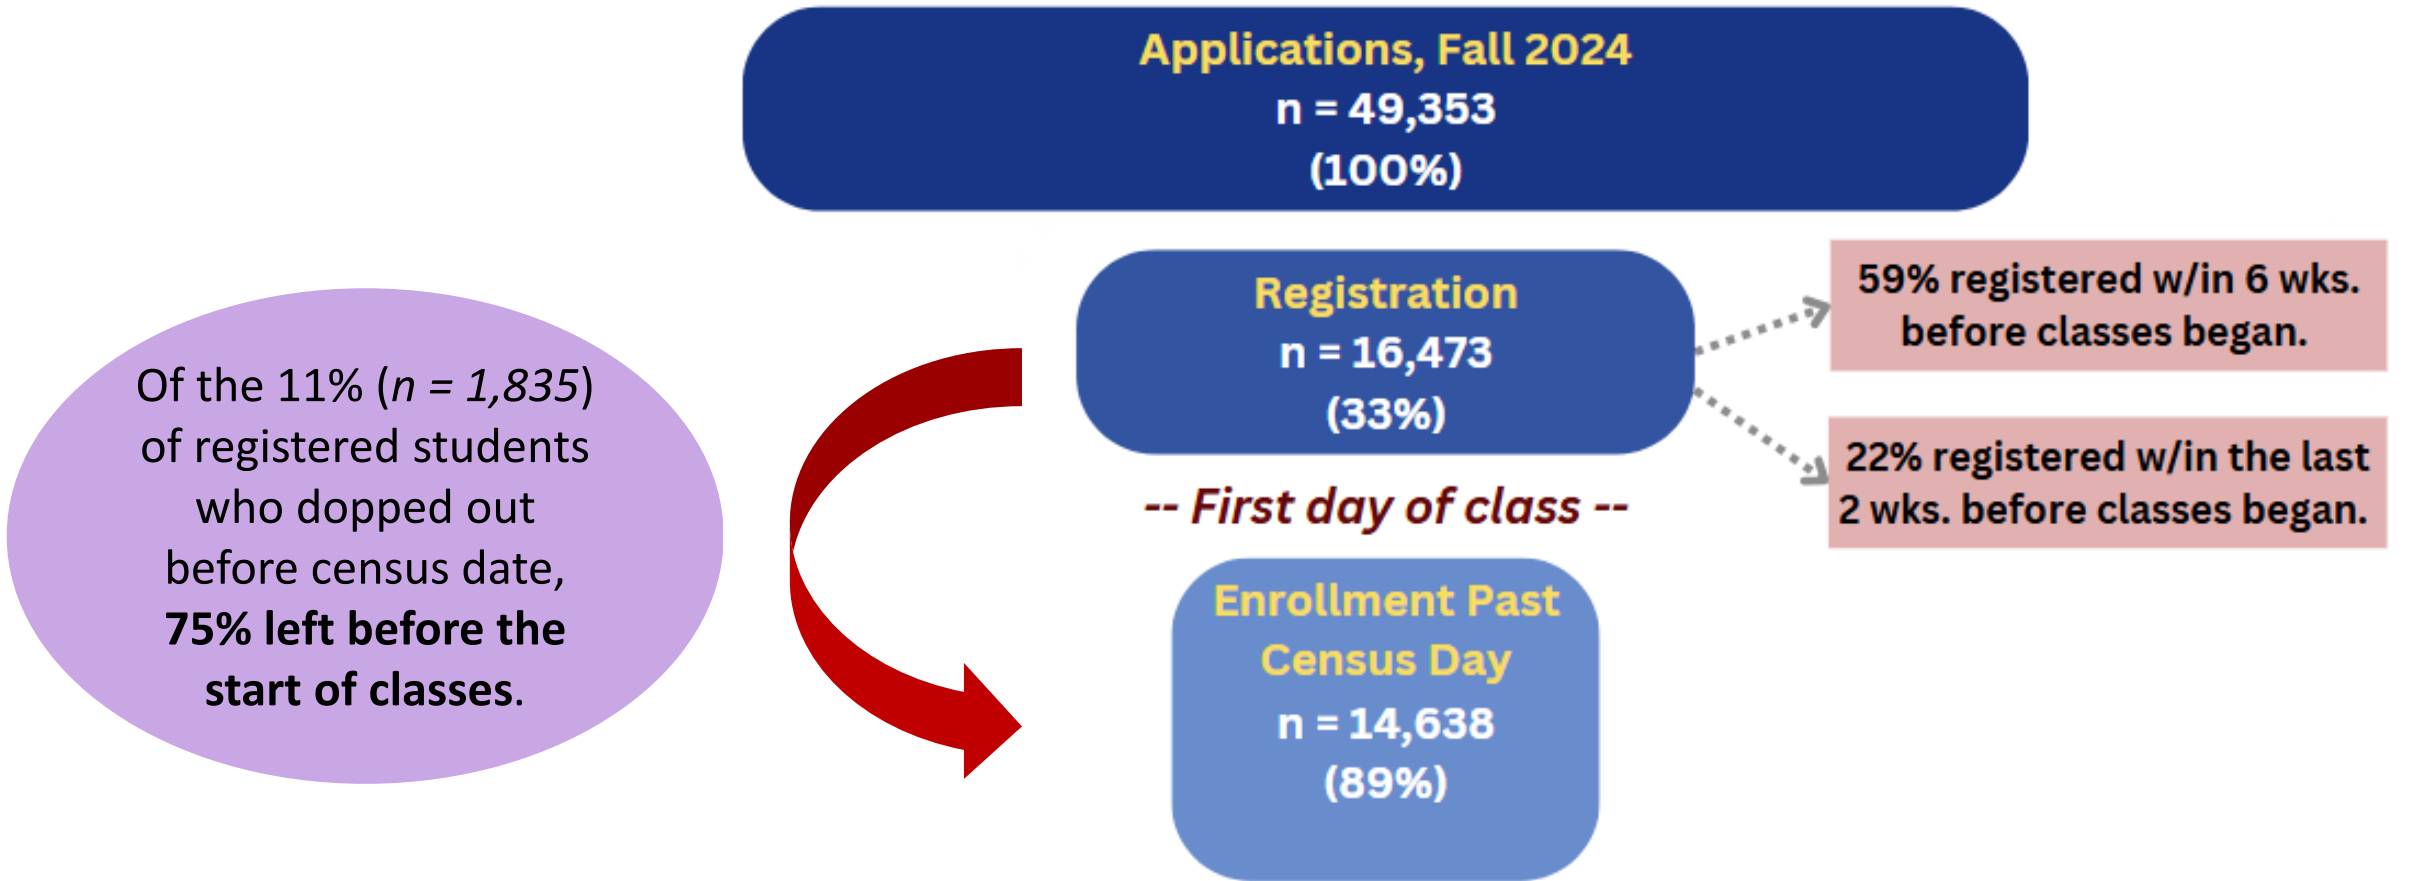 Applications, Fall 2024
n = 49,353
(100%)
Registration
n = 16,473
(33%)
59% registered w/in 6 wks.
before classes began.
22% registered w/in the last
2 wks. before classes began.
-- First day of class --
Enrollment Past
Census Day
n = 14,638
(89%)
Of the 11% (n = 1,835)
of registered students
who dopped out
before census date,
75% left before the
start of classes.